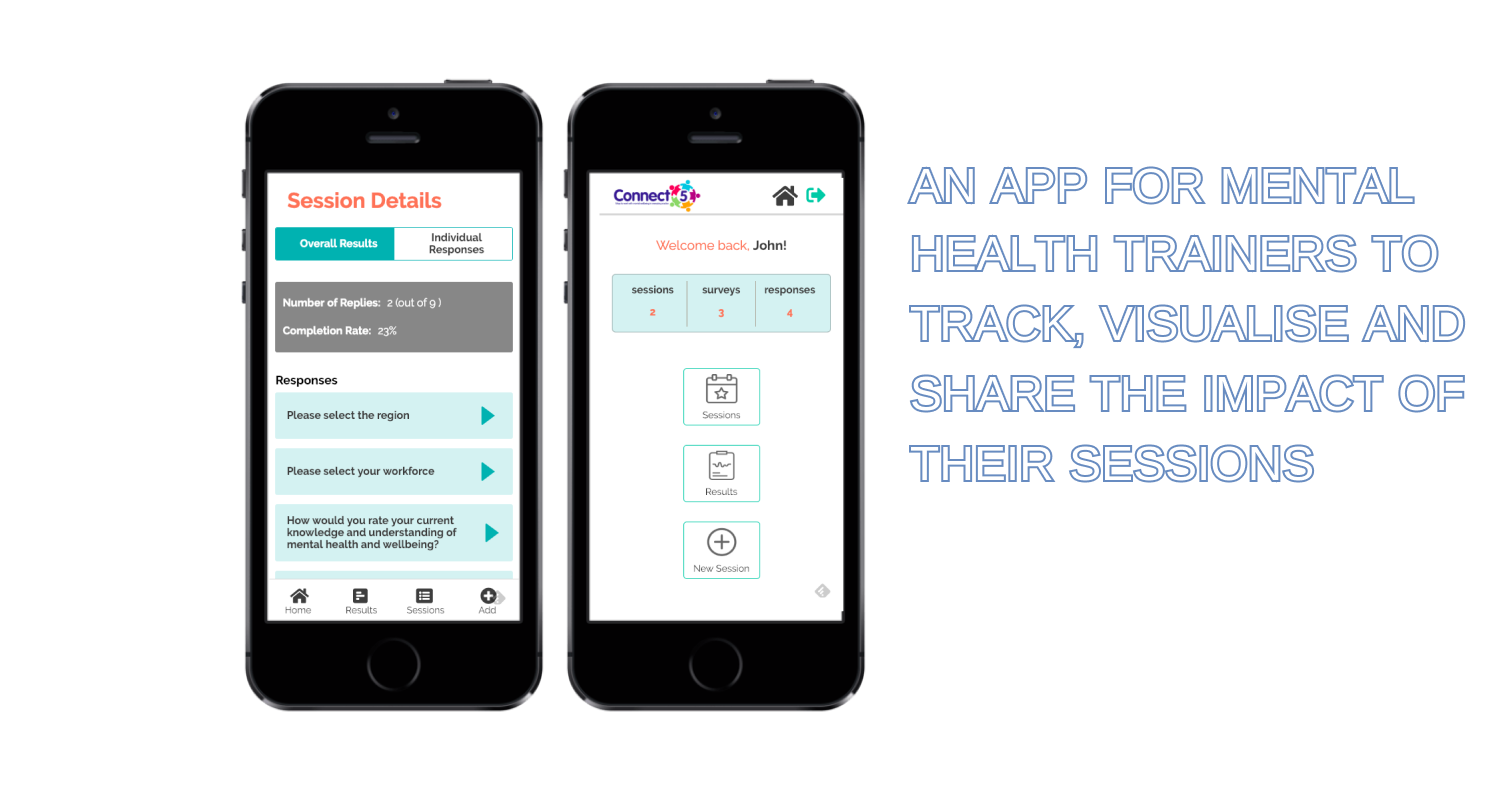 Session Details
Overall Results
Individual
Responses
Number of Replies: 2 (out of 9 )
Completion Rate: 23%
Responses
Please select the region
Please select your workforce
How would you rate your current
knowledge and understanding of
mental health and wellbeing?
Home Results Sessions Add
Connect 5
Welcome back, John!
sessions surveys responses
2 3 4
Sessions
Results
New Session
AN APP FOR MENTAL
HEALTH TRAINERS TO
TRACK, VISUALISE AND
SHARE THE IMPACT OF
THEIR SESSIONS